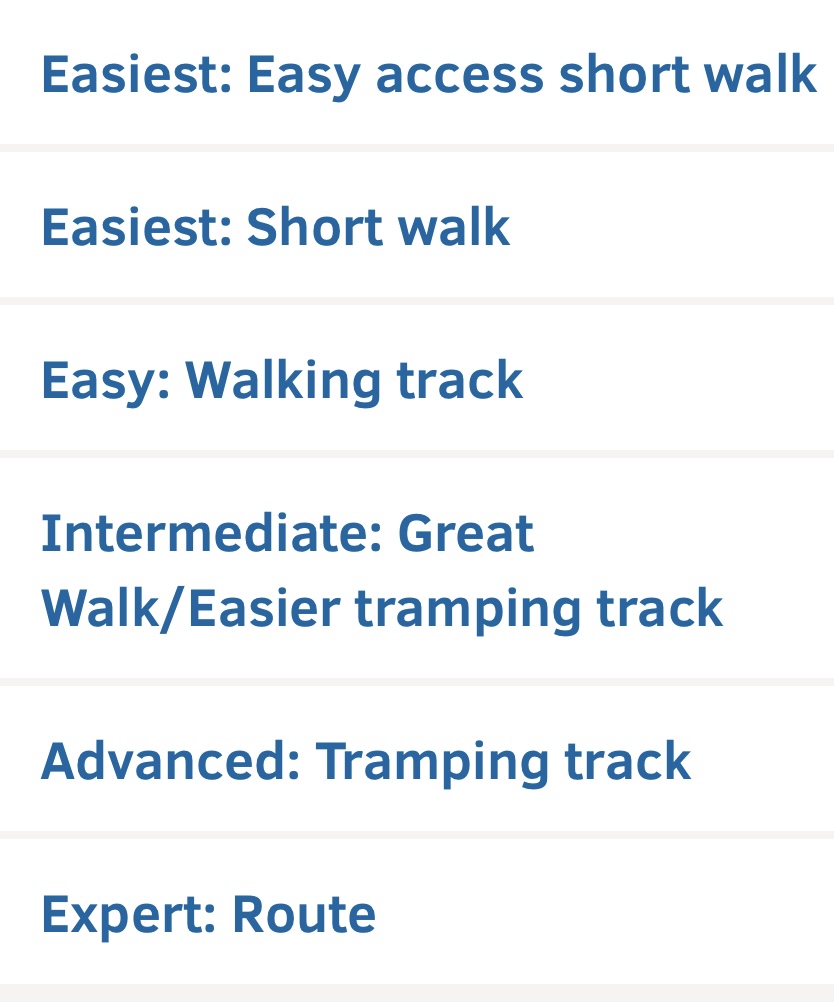 Easiest: Easy access short walk
Easiest: Short walk
Easy: Walking track
Intermediate: Great
Walk/Easier tramping track
Advanced: Tramping track
Expert: Route